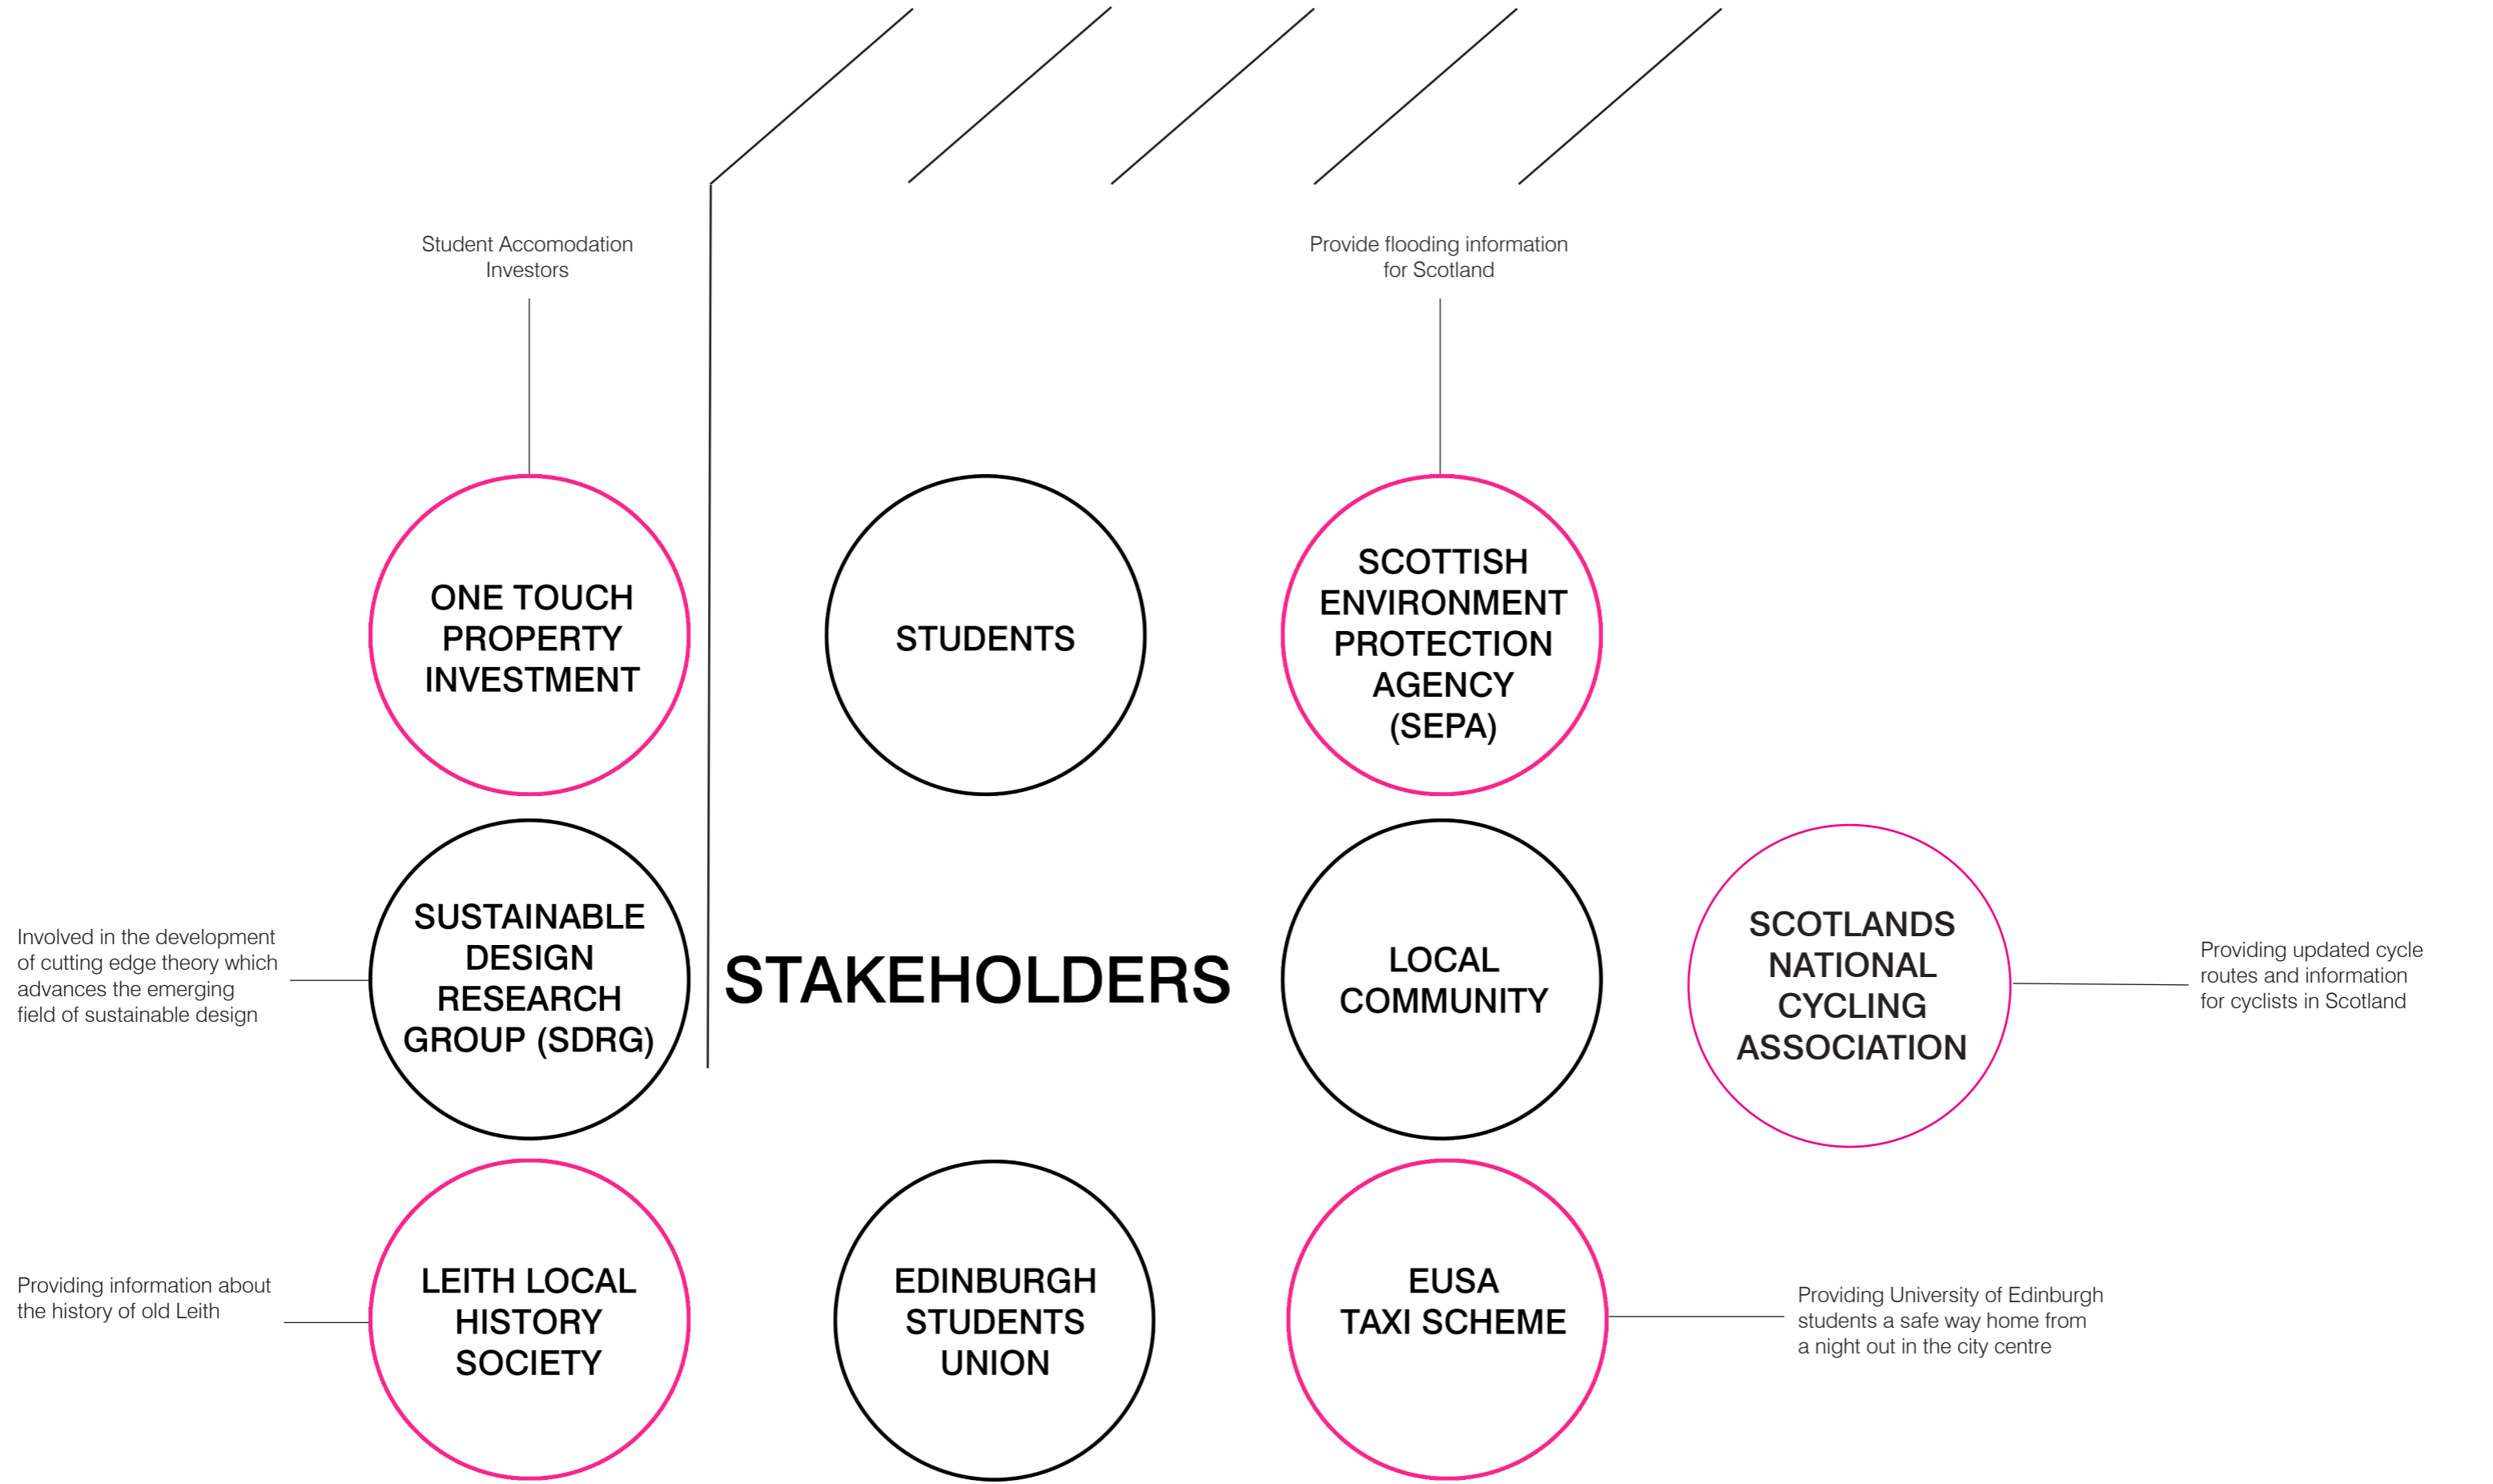 Student Accomodation
Investors
Provide flooding information
for Scotland
ONE TOUCH
PROPERTY
INVESTMENT
STUDENTS
SCOTTISH
ENVIRONMENT
PROTECTION
AGENCY
(SEPA)
Involved in the development
of cutting edge theory which
advances the emerging
field of sustainable design
SUSTAINABLE
DESIGN
RESEARCH
GROUP (SDRG)
STAKEHOLDERS
LOCAL
COMMUNITY
SCOTLANDS
NATIONAL
CYCLING
ASSOCIATION
Providing updated cycle
routes and information
for cyclists in Scotland
Providing information about
the history of old Leith
LEITH LOCAL
HISTORY
SOCIETY
EDINBURGH
STUDENTS
UNION
EUSA
TAXI SCHEME
Providing University of Edinburgh
students a safe way home from
a night out in the city centre